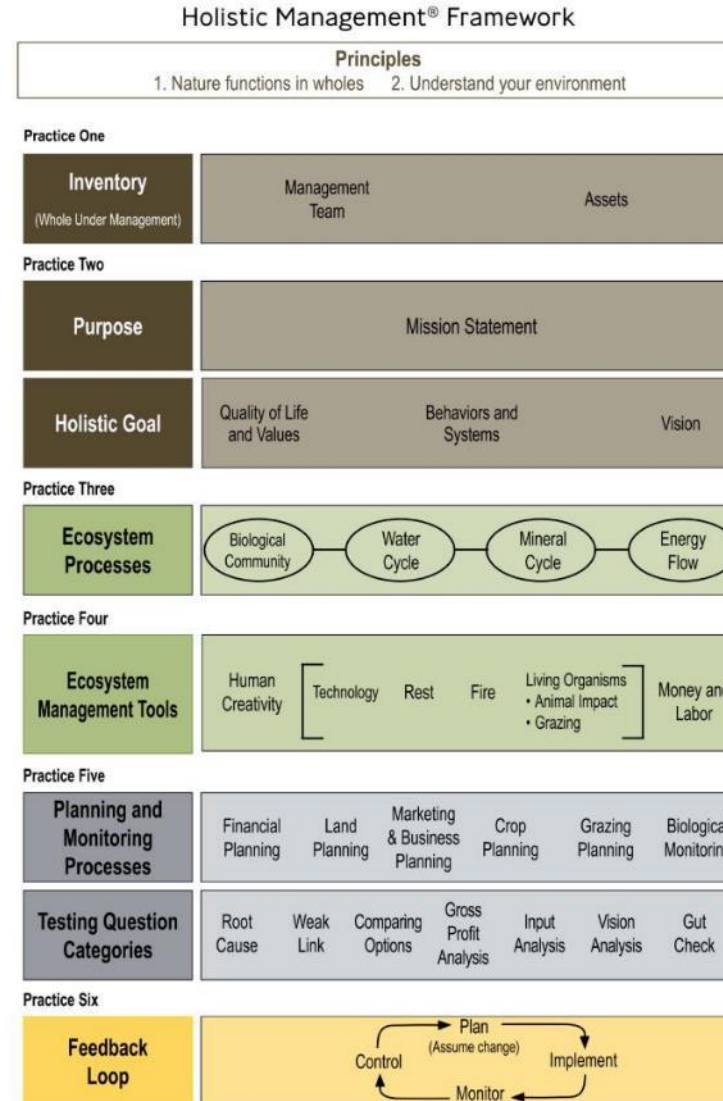 Holistic Management® Framework
Principles
1. Nature functions in wholes 2. Understand your environment
Practice One
Inventory
(Whole Under Management)
Management
Team
Assets
Practice Two
Purpose
Mission Statement
Holistic Goal
Quality of Life
and Values
Behaviors and
Systems
Vision
Practice Three
Ecosystem
Processes
Biological
Community
Water
Cycle
Mineral
Cycle
Energy
Flow
Practice Four
Ecosystem
Management Tools
Human
Creativity
Technology
Rest
Fire
Living Organisms
• Animal Impact
• Grazing
Money and
Labor
Practice Five
Planning and
Monitoring
Processes
Financial
Planning
Land
Planning
Marketing
& Business
Planning
Crop
Planning
Grazing
Planning
Biologica
Monitorin
Testing Question
Categories
Root
Cause
Weak
Link
Comparing
Options
Gross
Profit
Analysis
Input
Analysis
Vision
Analysis
Gut
Check
Practice Six
Feedback
Loop
Plan
(Assume change)
Control
Implement
Monitor